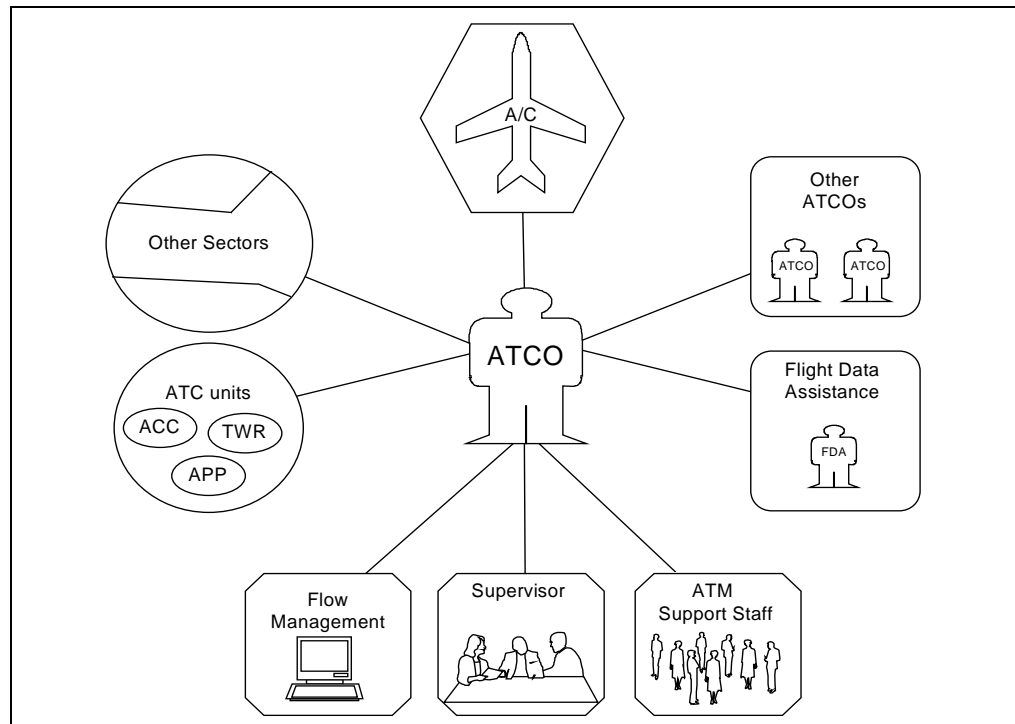 A/C
Other
ATCOs
ATCO
ATCO
Other Sectors
ATCO
ATC units
ACC
TWR
APP
Flight Data
Assistance
FDA
Flow
Management
Supervisor
ATM
Support Staff